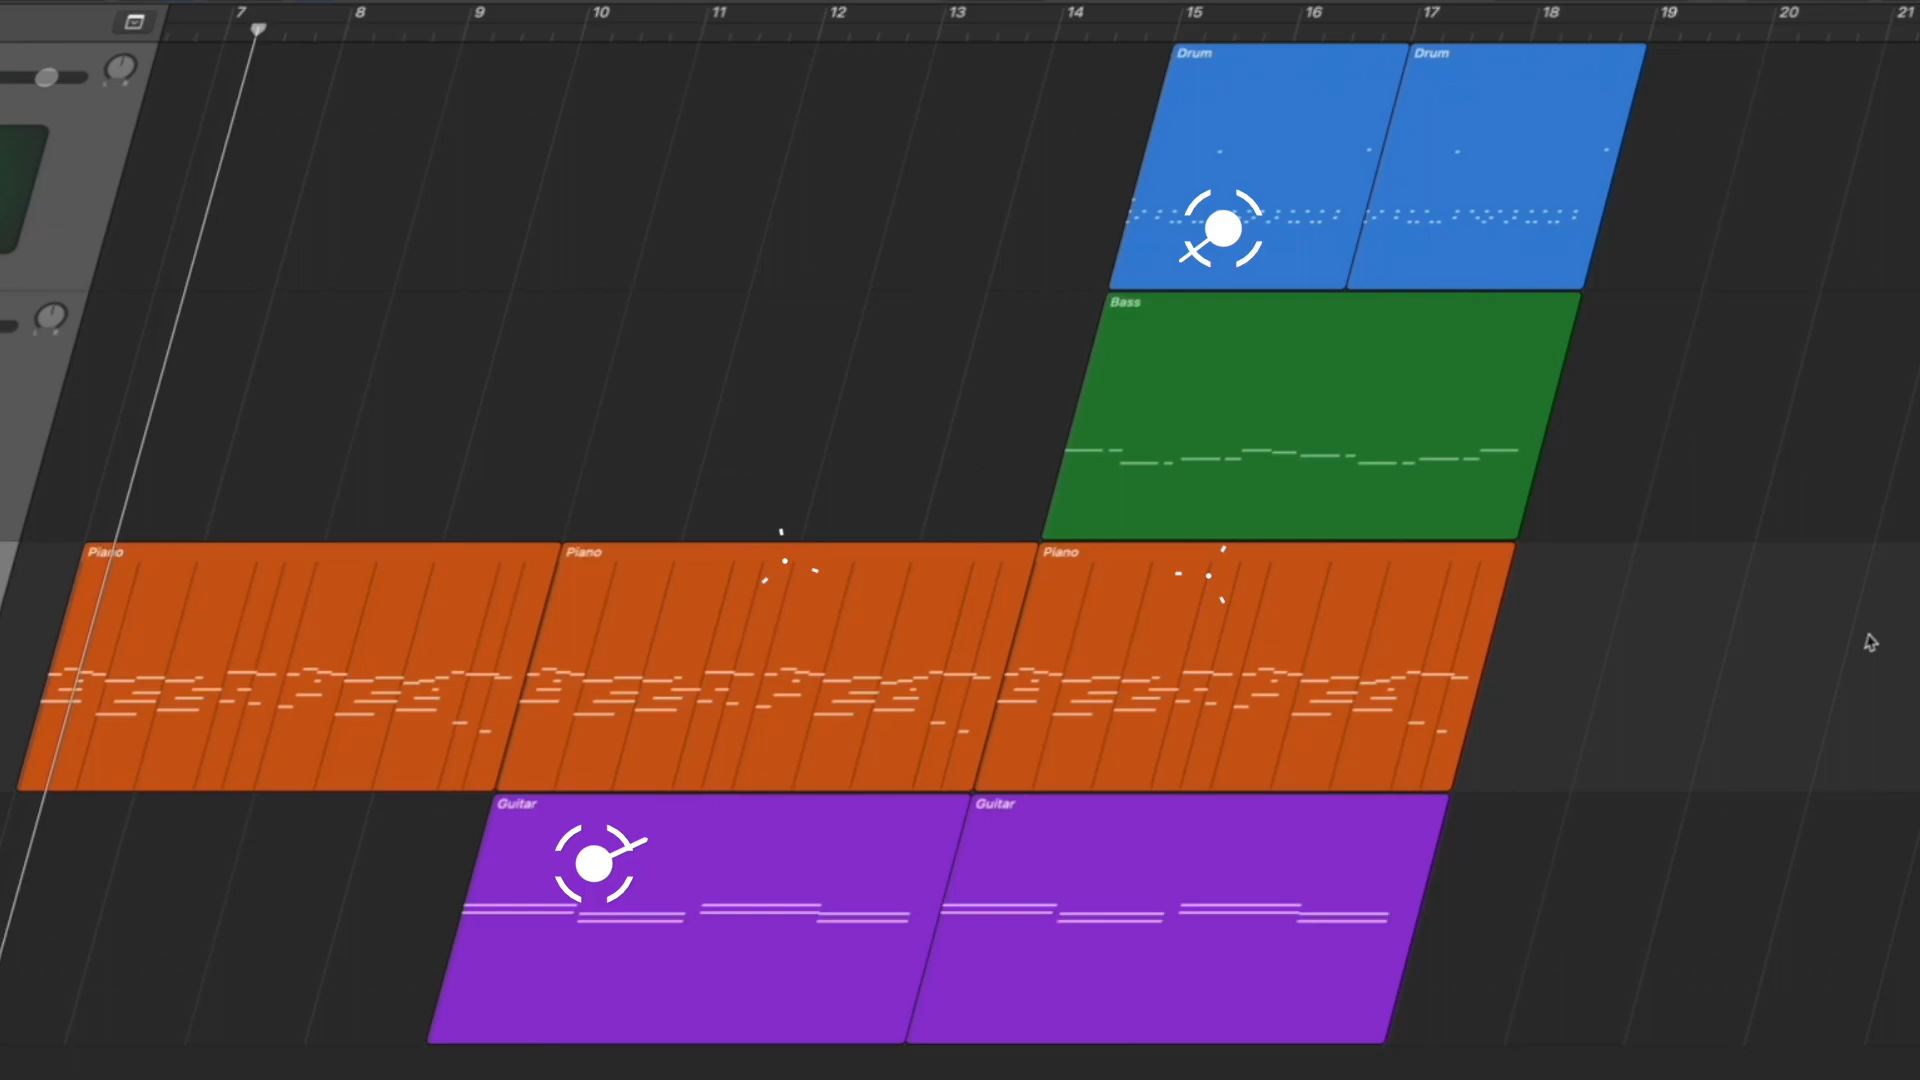 7 8 9 10 11 12 13 14 15 16 17 18 19 20 21
Drum Drum
Bass
Piano Piano Piano
Guitar Guitar